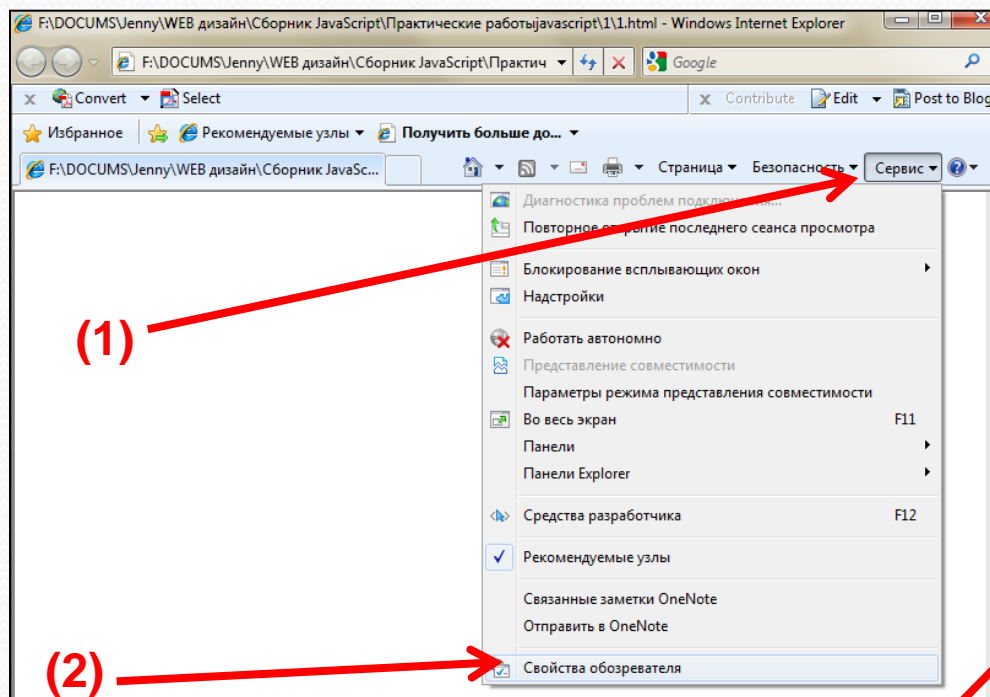 F:\DOCUMS\Jenny\WEB дизайн\Сборник JavaScript\Практические работыjavascript\1\1.html - Windows Internet Explorer
F:\DOCUMS\Jenny\WEB дизайн\Сборник JavaScript\Практич
Google
Convert
Select
Contribute
Edit
Post to Blog
Избранное
Рекомендуемые узлы
Получить больше до...
F:\DOCUMS\Jenny\WEB дизайн\Сборник JavaSc...
Страница
Безопасность
Сервис
Диагностика проблем подключения...
Повторное открытие последнего сеанса просмотра
Блокирование всплывающих окон
Надстройки
(1)
Работать автономно
Представление совместимости
Параметры режима представления совместимости
Во весь экран F11
Панели
Панели Explorer
Средства разработчика F12
Рекомендуемые узлы
Связанные заметки OneNote
Отправить в OneNote
(2)
Свойства обозревателя